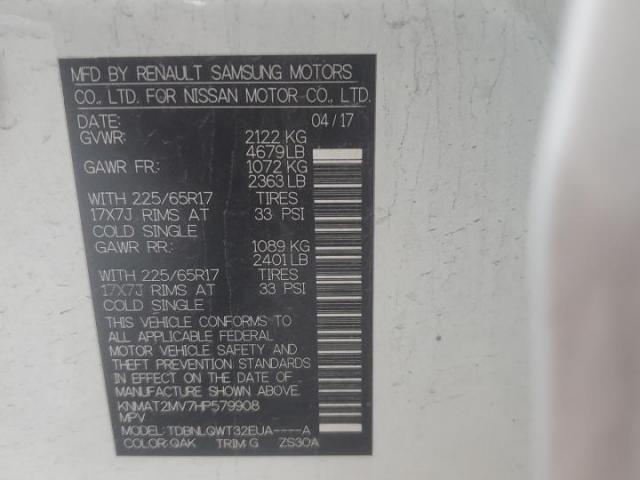 MFD BY RENAULT SAMSUNG MOTORS
CO., LTD. FOR NISSAN MOTOR CO., LTD.
DATE: 04/17
GVWR: 2122 KG
4679LB
GAWR FR: 1072 KG
2363 LB
WITH 225/65R17 TIRES
17X7J RIMS AT 33 PSI
COLD SINGLE
GAWR RR: 1089 KG
2401 LB
WITH 225/65R17 TIRES
17X7J RIMS AT 33 PSI
COLD SINGLE
THIS VEHICLE CONFORMS TO
ALL APPLICABLE FEDERAL
MOTOR VEHICLE SAFETY AND
THEFT PREVENTION STANDARDS
IN EFFECT ON THE DATE OF
MANUFACTURE SHOWN ABOVE.
KNMAT2MV7HP579908
MPV
MODEL: TDBNLQWT32EUA----A
COLOR: QAK TRIM: G ZS30A